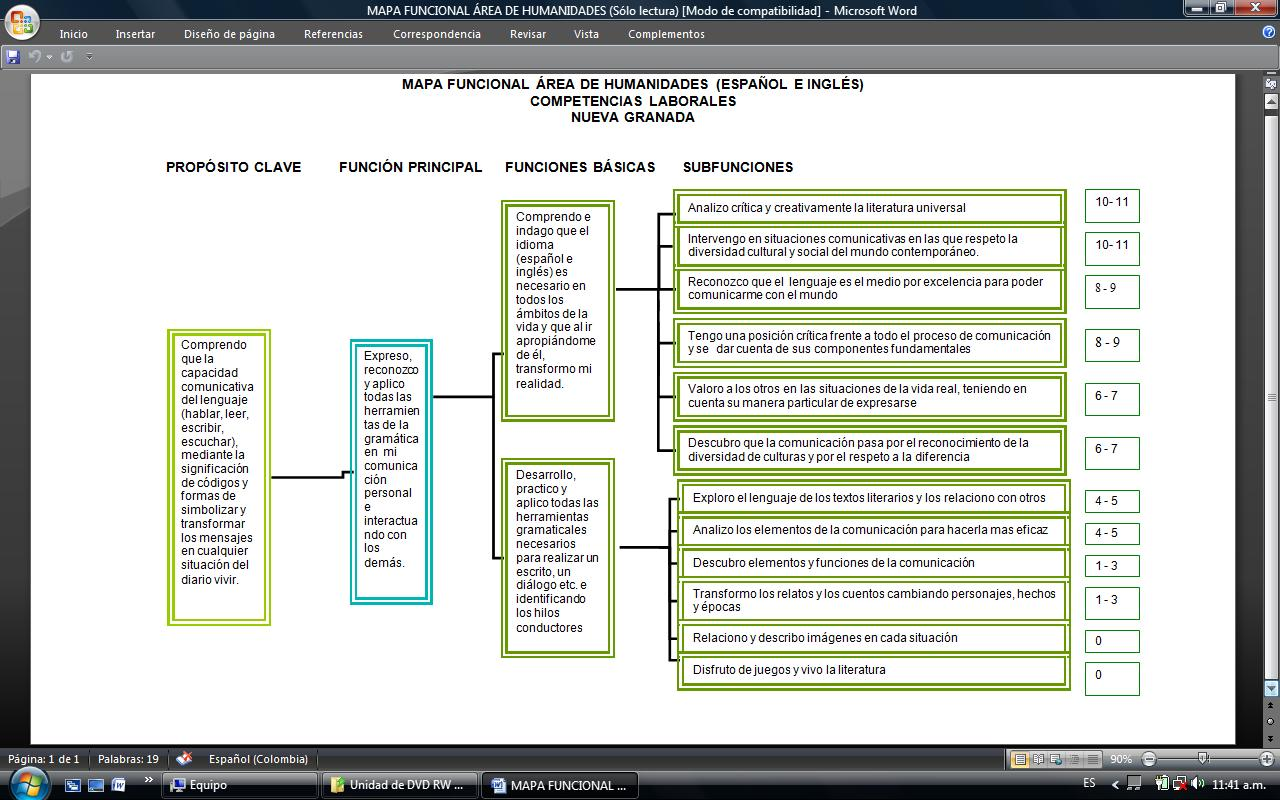 MAPA FUNCIONAL ÁREA DE HUMANIDADES (Sólo lectura) [Modo de compatibilidad] - Microsoft Word
Inicio Insertar Diseño de página Referencias Correspondencia Revisar Vista Complementos
MAPA FUNCIONAL ÁREA DE HUMANIDADES (ESPAÑOL E INGLÉS)
COMPETENCIAS LABORALES
NUEVA GRANADA
PROPÓSITO CLAVE FUNCIÓN PRINCIPAL FUNCIONES BÁSICAS SUBFUNCIONES
Comprendo
que la
capacidad
comunicativa
del lenguaje
(hablar, leer,
escribir,
escuchar),
mediante la
significación
de códigos y
formas de
simbolizar y
transformar
los mensajes
en cualquier
situación del
diario vivir.
Expreso,
reconozco
y aplico
todas las
herramien
tas de la
gramática
en mi
comunica
ción
personal
e
interactua
ndo con
los
demás.
Comprendo e
indago que el
idioma
(español e
inglés) es
necesario en
todos los
ámbitos de la
vida y que al ir
apropiándome
de él,
transformo mi
realidad.
Desarrollo,
practico y
aplico todas las
herramientas
gramaticales
necesarios
para realizar un
escrito, un
diálogo etc. e
identificando
los hilos
conductores
Analizo crítica y creativamente la literatura universal
10- 11
Intervengo en situaciones comunicativas en las que respeto la
diversidad cultural y social del mundo contemporáneo.
10- 11
Reconozco que el lenguaje es el medio por excelencia para poder
comunicarme con el mundo
8 - 9
Tengo una posición crítica frente a todo el proceso de comunicación
y se dar cuenta de sus componentes fundamentales
8 - 9
Valoro a los otros en las situaciones de la vida real, teniendo en
cuenta su manera particular de expresarse
6 - 7
Descubro que la comunicación pasa por el reconocimiento de la
diversidad de culturas y por el respeto a la diferencia
6 - 7
Exploro el lenguaje de los textos literarios y los relaciono con otros
4 - 5
Analizo los elementos de la comunicación para hacerla mas eficaz
4 - 5
Descubro elementos y funciones de la comunicación
1 - 3
Transformo los relatos y los cuentos cambiando personajes, hechos
y épocas
1 - 3
Relaciono y describo imágenes en cada situación
0
Disfruto de juegos y vivo la literatura
0
Página: 1 de 1 Palabras: 19 Español (Colombia) 90%
Equipo Unidad de DVD RW ... MAPA FUNCIONAL ... ES 11:41 a.m.